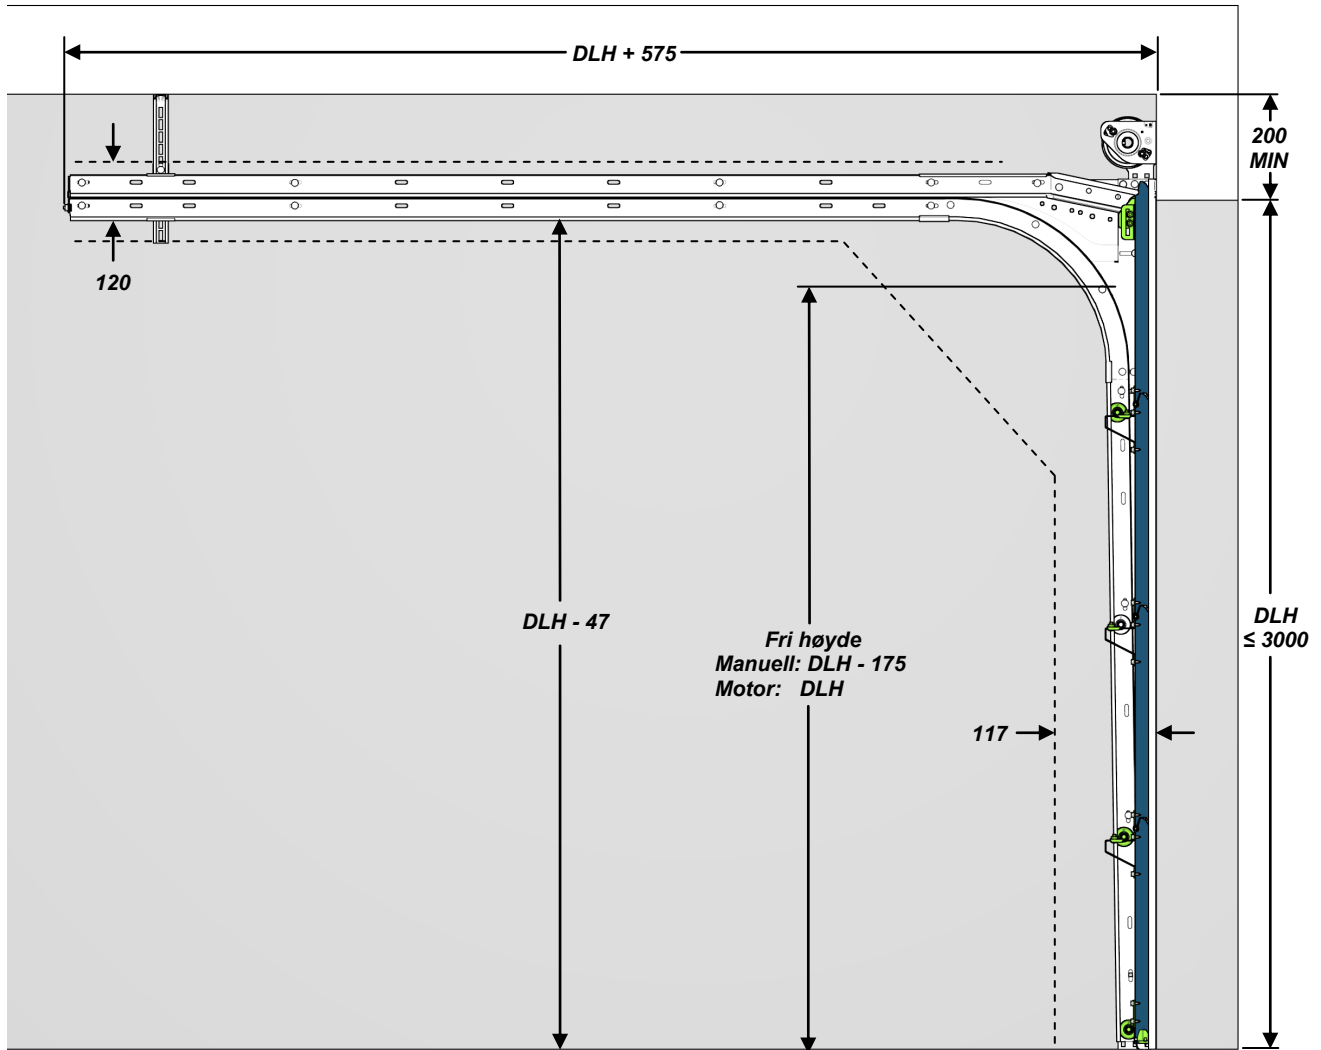 DLH + 575
200
MIN
120
DLH - 47
Fri høyde
Manuell: DLH - 175
Motor: DLH
DLH
≤ 3000
117